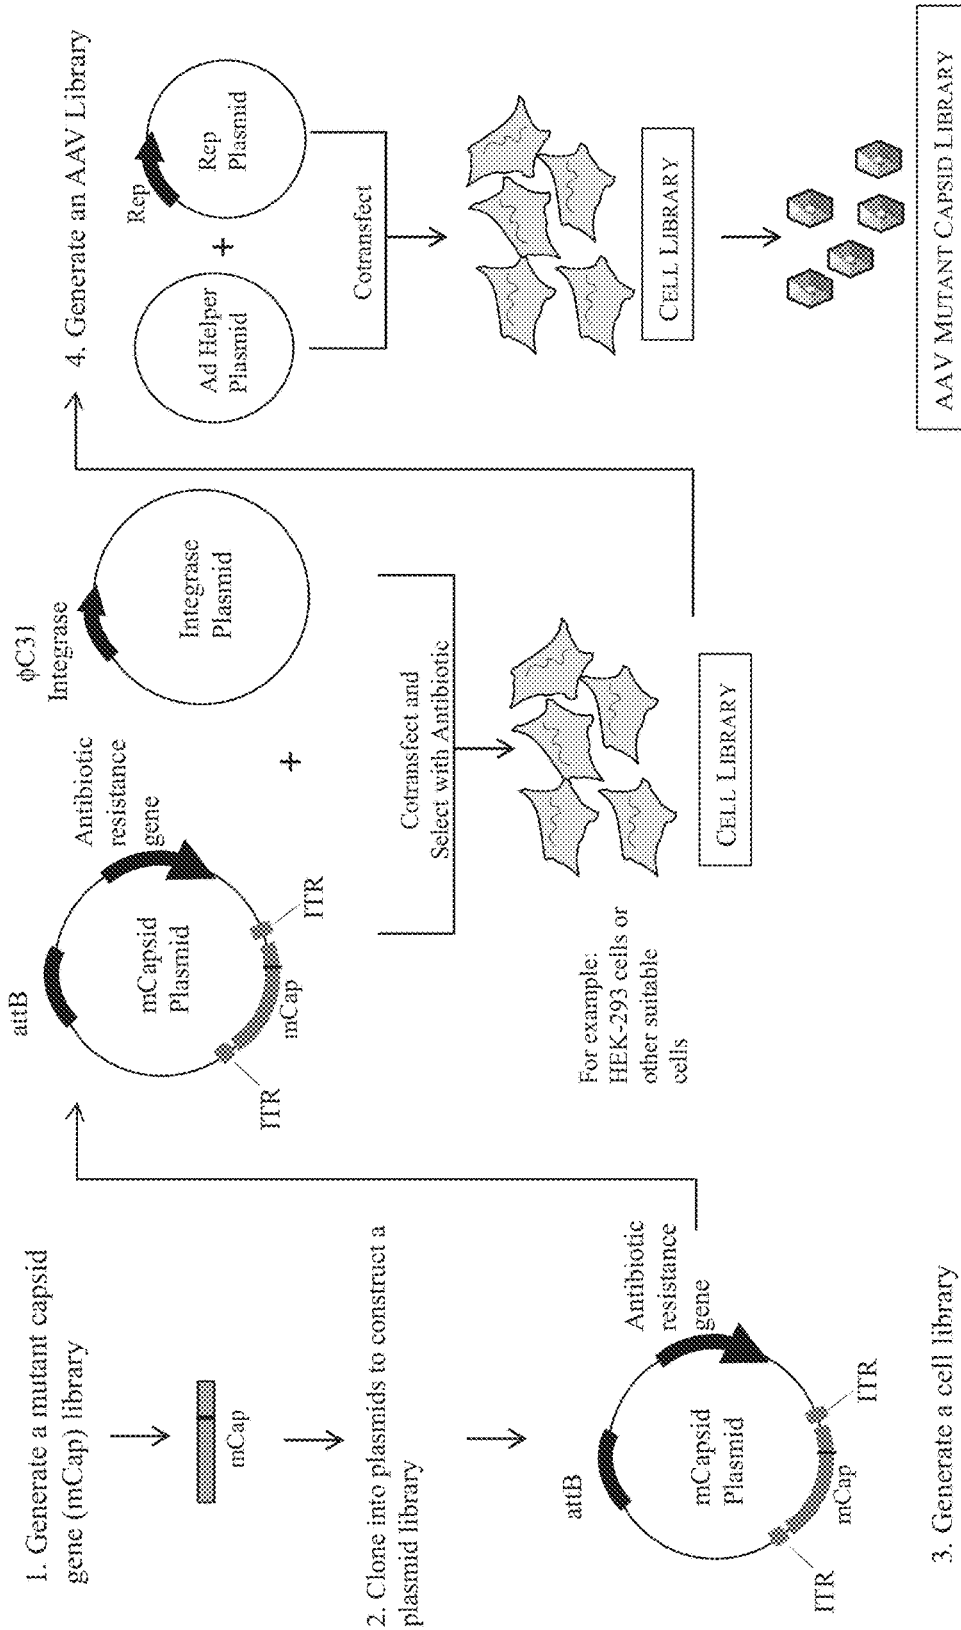 1. Generate a mutant capsid
gene (mCap) library
mCap
2. Clone into plasmids to construct a
plasmid library
attB
Antibiotic
resistance
gene
mCapsid
Plasmid
ITR
mCap
ITR
3. Generate a cell library
attB
Antibiotic
resistance
gene
mCapsid
Plasmid
ITR
mCap
ITR
+
ϕC31
Integrase
Integrase
Plasmid
Cotransfect and
Select with Antibiotic
For example:
HEK-293 cells or
other suitable
cells
CELL LIBRARY
4. Generate an AAV Library
Ad Helper
Plasmid
+
Rep
Rep
Plasmid
Cotransfect
CELL LIBRARY
AAV MUTANT CAPSID LIBRARY